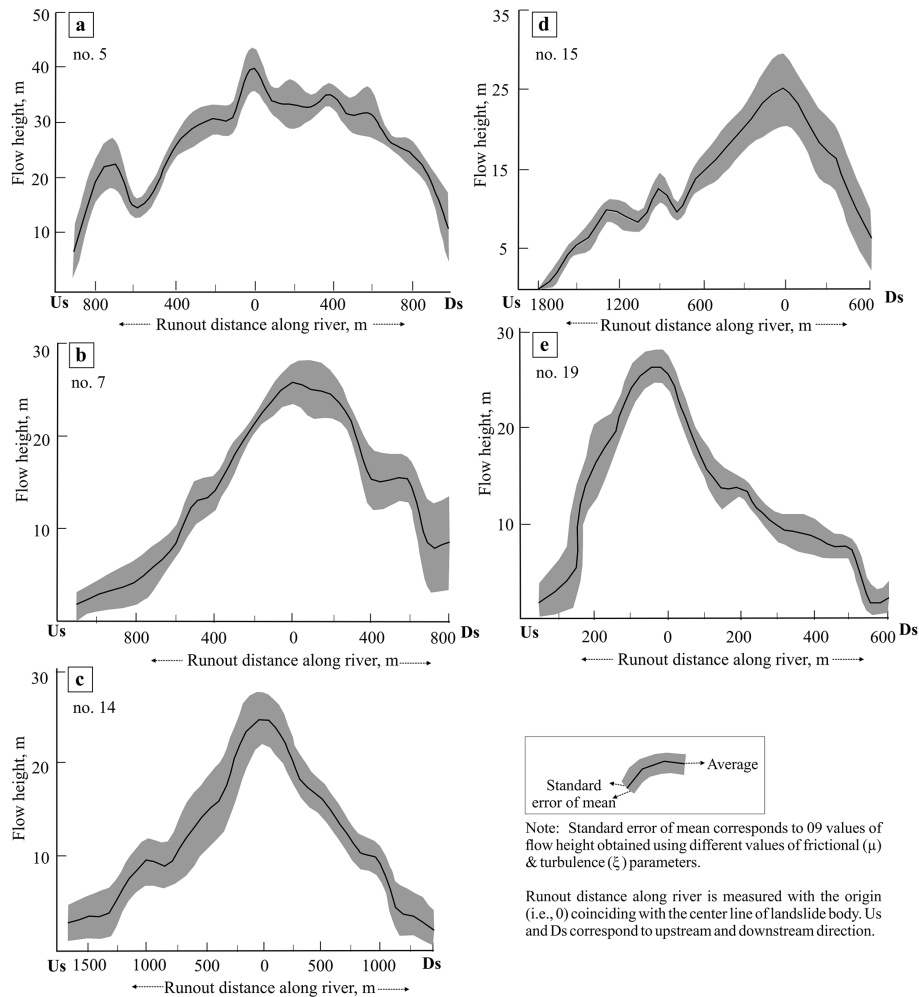 a
no. 5
Flow height, m
50
40
30
20
10
Us 800 400 0 400 800 Ds
Runout distance along river, m
b
no. 7
Flow height, m
30
20
10
Us 800 400 0 400 800 Ds
Runout distance along river, m
c
no. 14
Flow height, m
30
20
10
Us 1500 1000 500 0 500 1000 Ds
Runout distance along river, m
d
no. 15
Flow height, m
35
25
15
5
Us 1800 1200 600 0 600 Ds
Runout distance along river, m
e
no. 19
Flow height, m
30
20
10
Us 200 0 200 400 600 Ds
Runout distance along river, m
Average
Standard
error of mean
Note: Standard error of mean corresponds to 09 values of
flow height obtained using different values of frictional (μ)
& turbulence (ξ) parameters.
Runout distance along river is measured with the origin
(i.e., 0) coinciding with the center line of landslide body. Us
and Ds correspond to upstream and downstream direction.